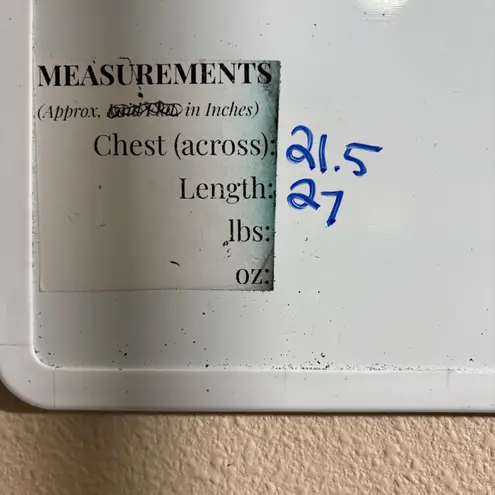 MEASUREMENTS
(Approx. in Inches)
Chest (across): 21.5
Length: 27
lbs:
oz: